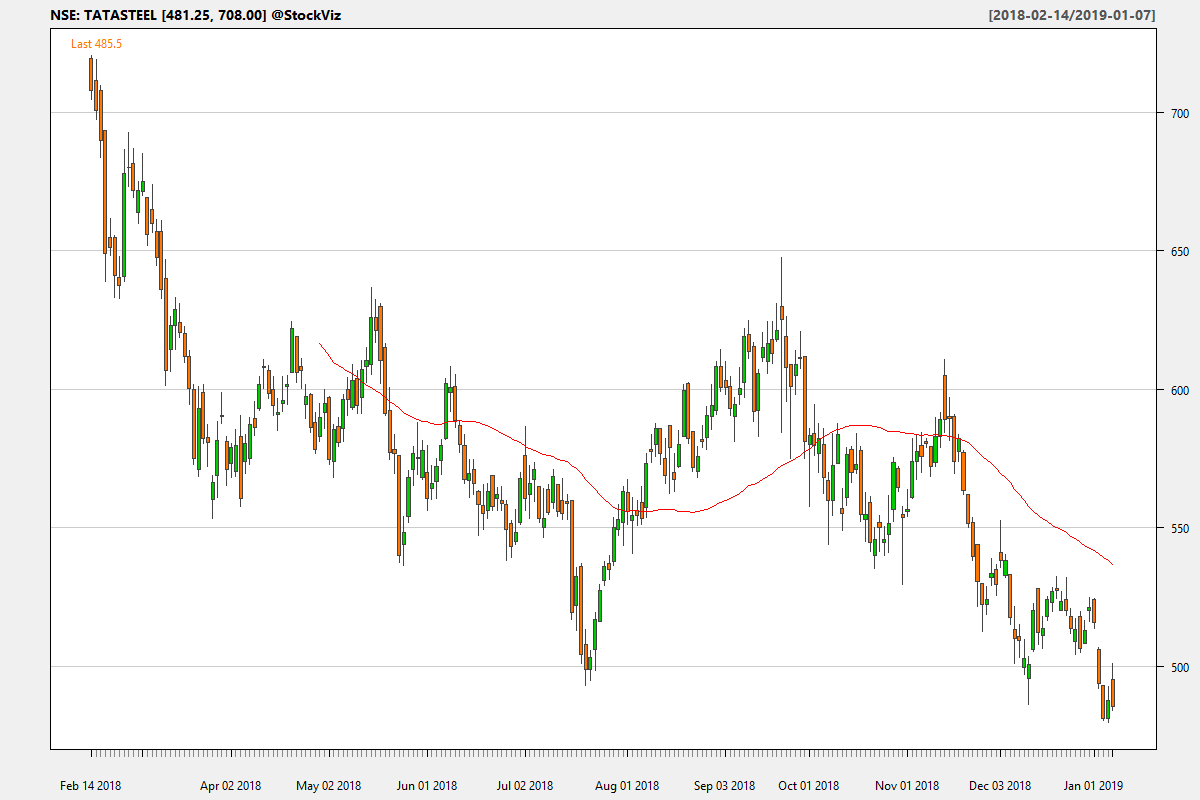 NSE: TATASTEEL [481.25, 708.00] @StockViz [2018-02-14/2019-01-07]
Last 485.5
700
650
600
550
500
Feb 14 2018 Apr 02 2018 May 02 2018 Jun 01 2018 Jul 02 2018 Aug 01 2018 Sep 03 2018 Oct 01 2018 Nov 01 2018 Dec 03 2018 Jan 01 2019